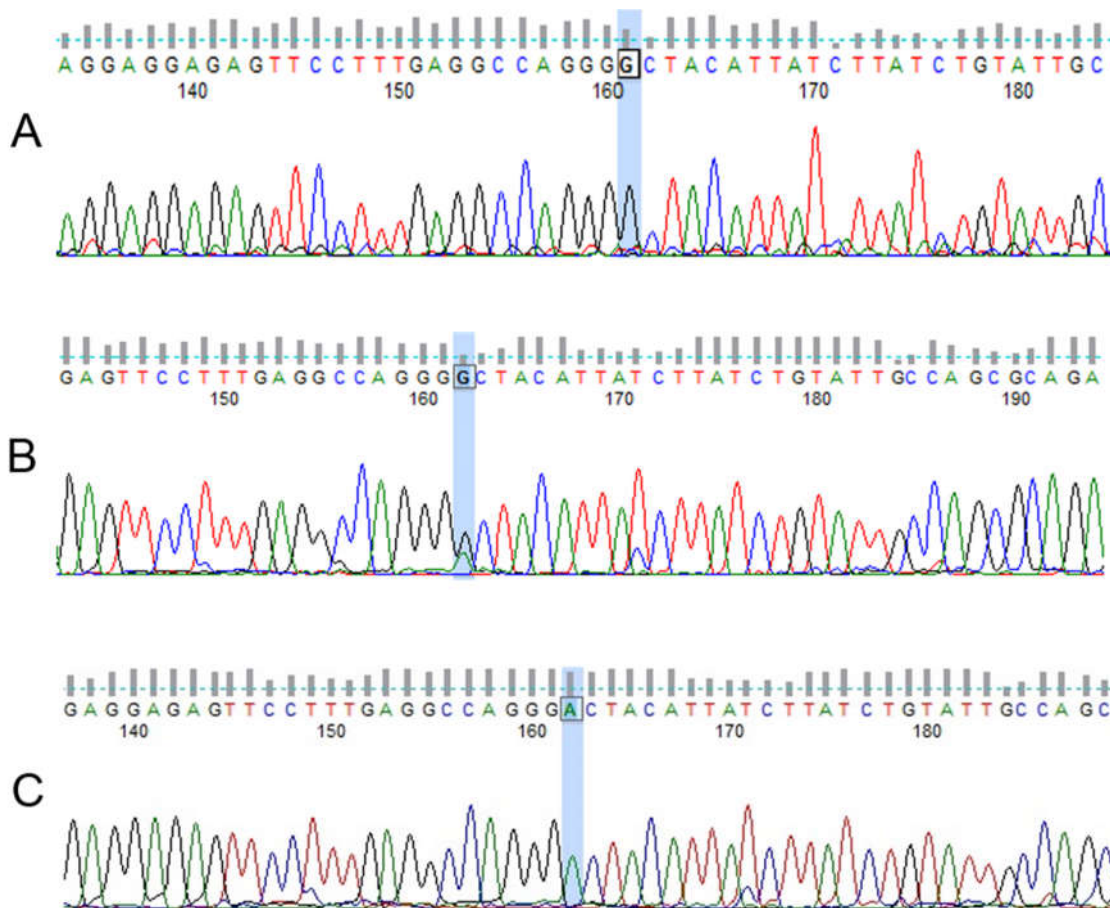 AGGAGGAGAGTTCCTTTGAGGCCAGGGGCTACATTATCTTATCTGTATTGC
140 150 160 170 180
A
GAGTTCCTTTGAGGCCAGGGGCTACATTATCTTATCTGTATTGCCAGCGCAGA
150 160 170 180 190
B
GAGGAGAGTTCCTTTGAGGCCAGGGACTACATTATCTTATCTGTATTGCCAGC
140 150 160 170 180
C